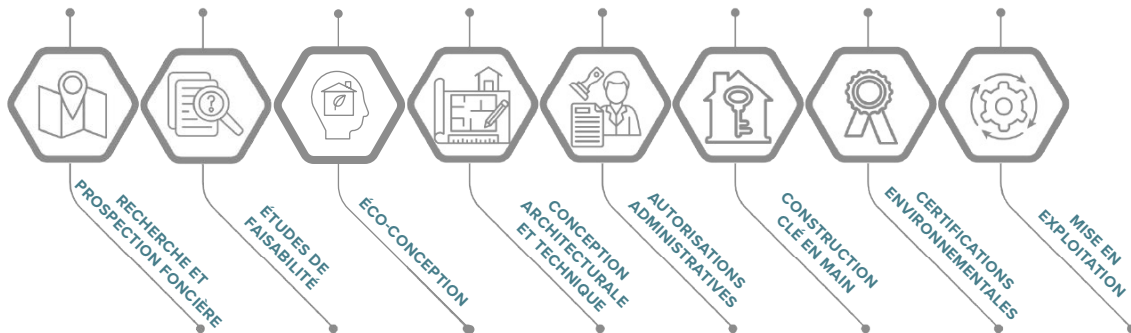 RECHERCHE ET
PROSPECTION FONCIÈRE
ÉTUDES DE
FAISABILITÉ
ÉCO-CONCEPTION
CONCEPTION
ARCHITECTURALE
ET TECHNIQUE
AUTORISATIONS
ADMINISTRATIVES
CONSTRUCTION
CLÉ EN MAIN
CERTIFICATIONS
ENVIRONNEMENTALES
MISE EN
EXPLOITATION